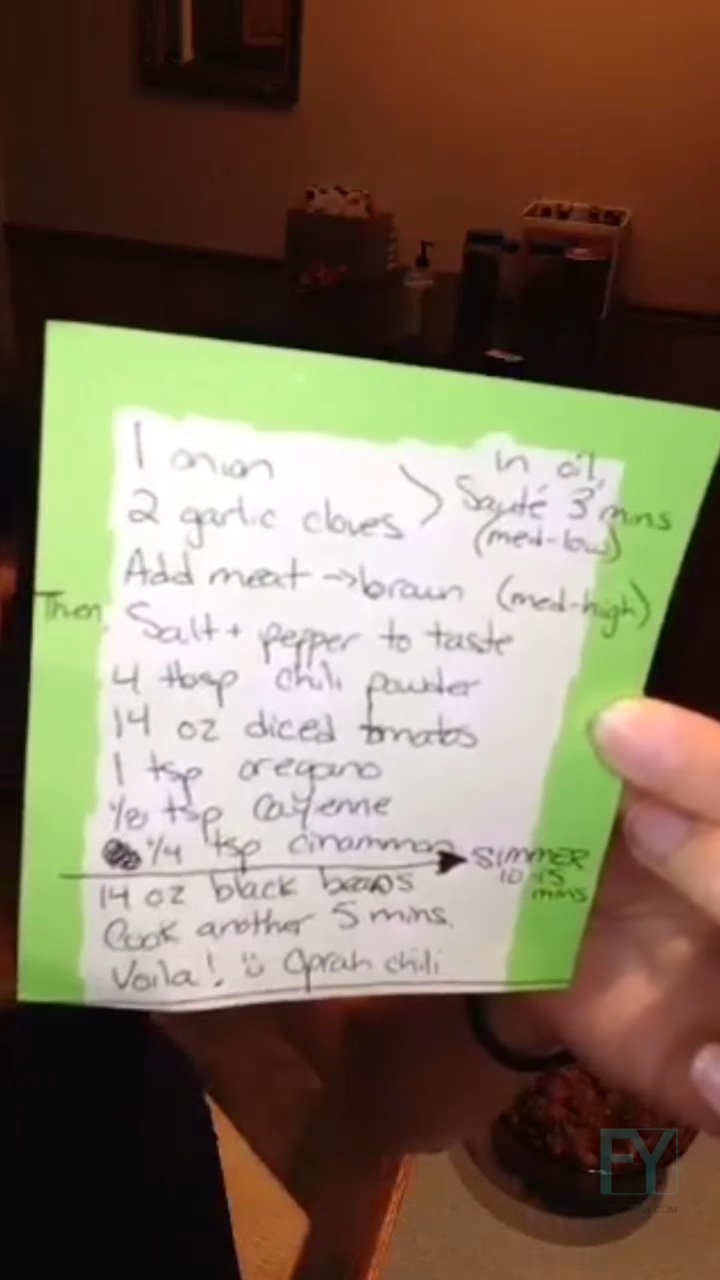 1 onion
2 garlic cloves
In oil,
Sauté 3 mins
(med-low)
Add meat → brown (med-high)
Then, Salt + pepper to taste
4 tbsp chili powder
14 oz diced tomatos
1 tsp oregano
1/8 tsp Cayenne
1/4 tsp cinammon → SIMMER
10-15
mins
14 oz black beans
Cook another 5 mins.
Voila! Oprah chili
FY